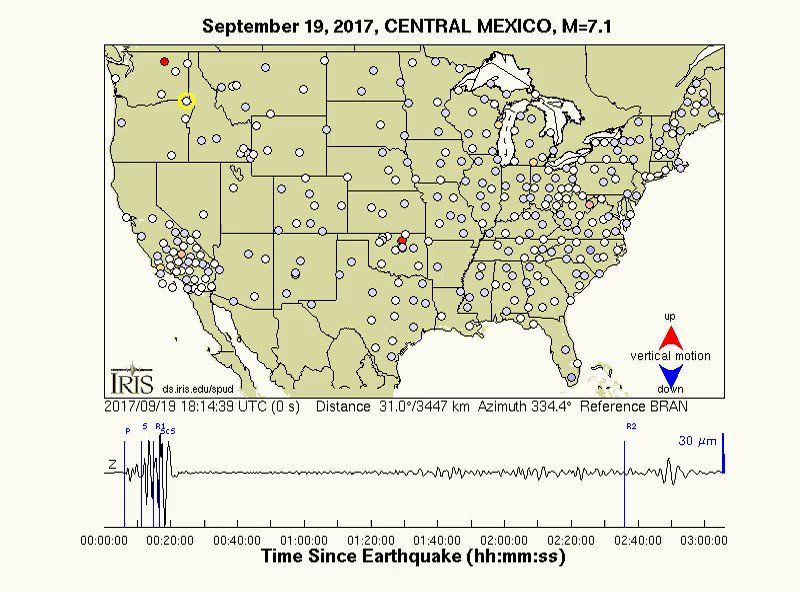 September 19, 2017, CENTRAL MEXICO, M=7.1
up
vertical motion
down
IRIS
ds.iris.edu/spud
2017/09/19 18:14:39 UTC (0 s) Distance 31.0°/3447 km Azimuth 334.4° Reference BRAN
P S R1 ScS R2
30 µm
Z
00:00:00 00:20:00 00:40:00 01:00:00 01:20:00 01:40:00 02:00:00 02:20:00 02:40:00 03:00:00
Time Since Earthquake (hh:mm:ss)